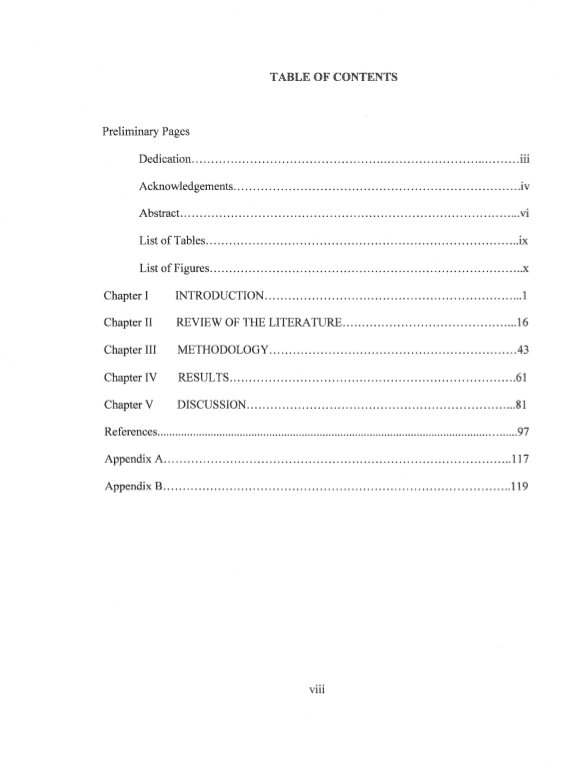 TABLE OF CONTENTS
Preliminary Pages
Dedication.....................................................................................iii
Acknowledgements.........................................................................iv
Abstract......................................................................................vi
List of Tables...............................................................................ix
List of Figures...............................................................................x
Chapter I INTRODUCTION.................................................................1
Chapter II REVIEW OF THE LITERATURE............................................16
Chapter III METHODOLOGY...............................................................43
Chapter IV RESULTS.........................................................................61
Chapter V DISCUSSION.....................................................................81
References.....................................................................................97
Appendix A.....................................................................................117
Appendix B.....................................................................................119
viii